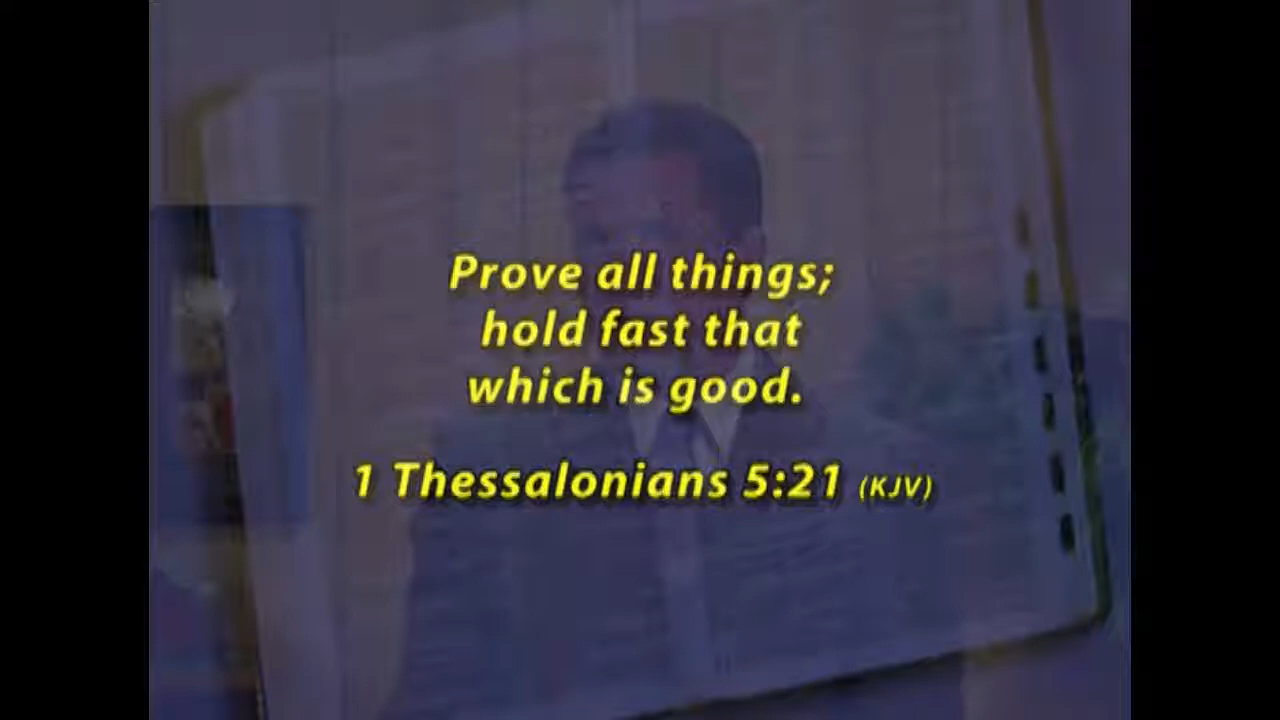 Prove all things;
hold fast that
which is good.
1 Thessalonians 5:21 (KJV)